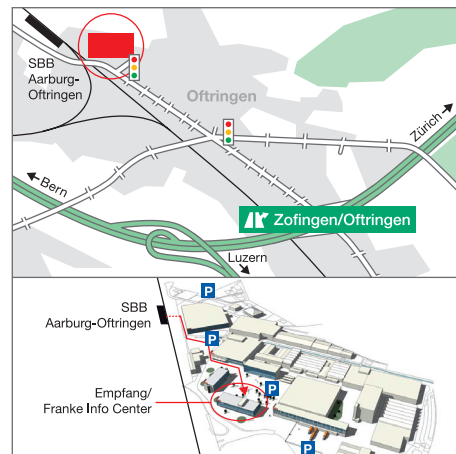 SBB
Aarburg-
Oftringen
Oftringen
Zürich
Bern
Zofingen/Oftringen
Luzern
SBB
Aarburg-Oftringen
P
P
P
P
Empfang/
Franke Info Center